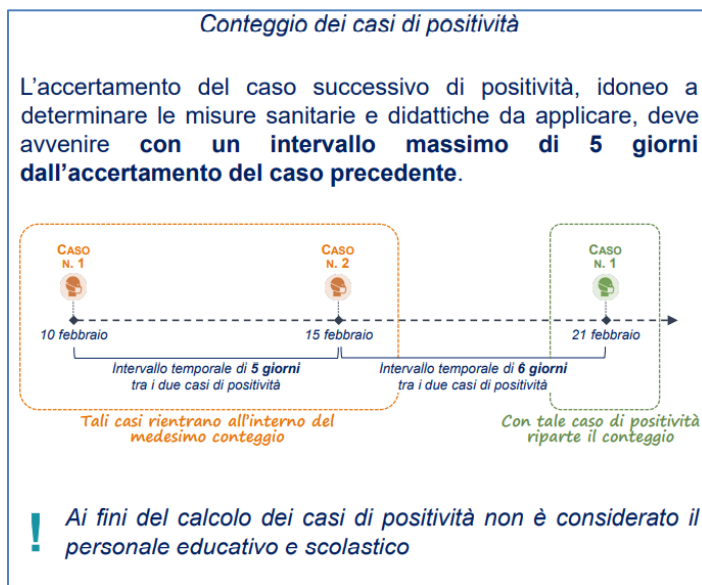 Conteggio dei casi di positività
L'accertamento del caso successivo di positività, idoneo a
determinare le misure sanitarie e didattiche da applicare, deve
avvenire con un intervallo massimo di 5 giorni
dall'accertamento del caso precedente.
CASO
N. 1
CASO
N. 2
CASO
N. 1
10 febbraio
15 febbraio
21 febbraio
Intervallo temporale di 5 giorni
tra i due casi di positività
Intervallo temporale di 6 giorni
tra i due casi di positività
Tali casi rientrano all'interno del
medesimo conteggio
Con tale caso di positività
riparte il conteggio
! Ai fini del calcolo dei casi di positività non è considerato il
personale educativo e scolastico